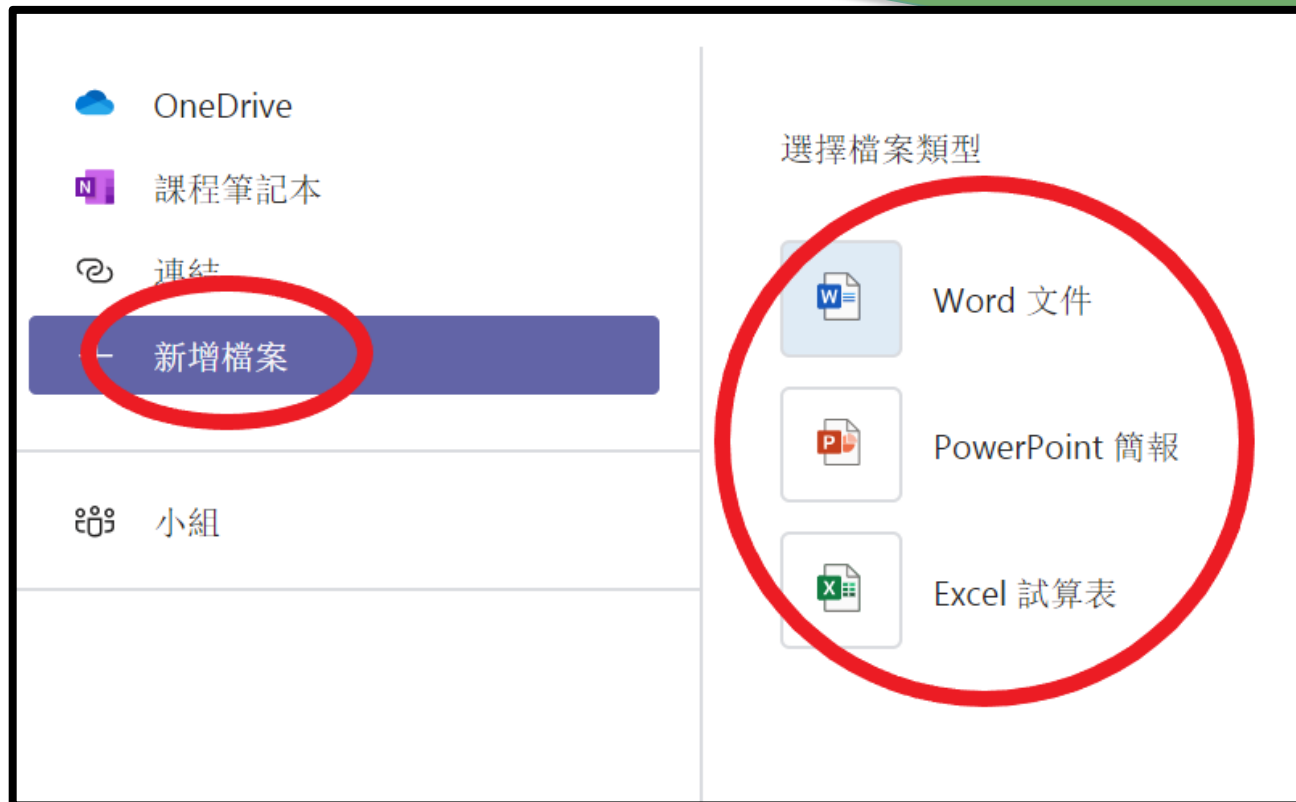 OneDrive
課程筆記本
連結
新增檔案
小組
選擇檔案類型
Word 文件
PowerPoint 簡報
Excel 試算表